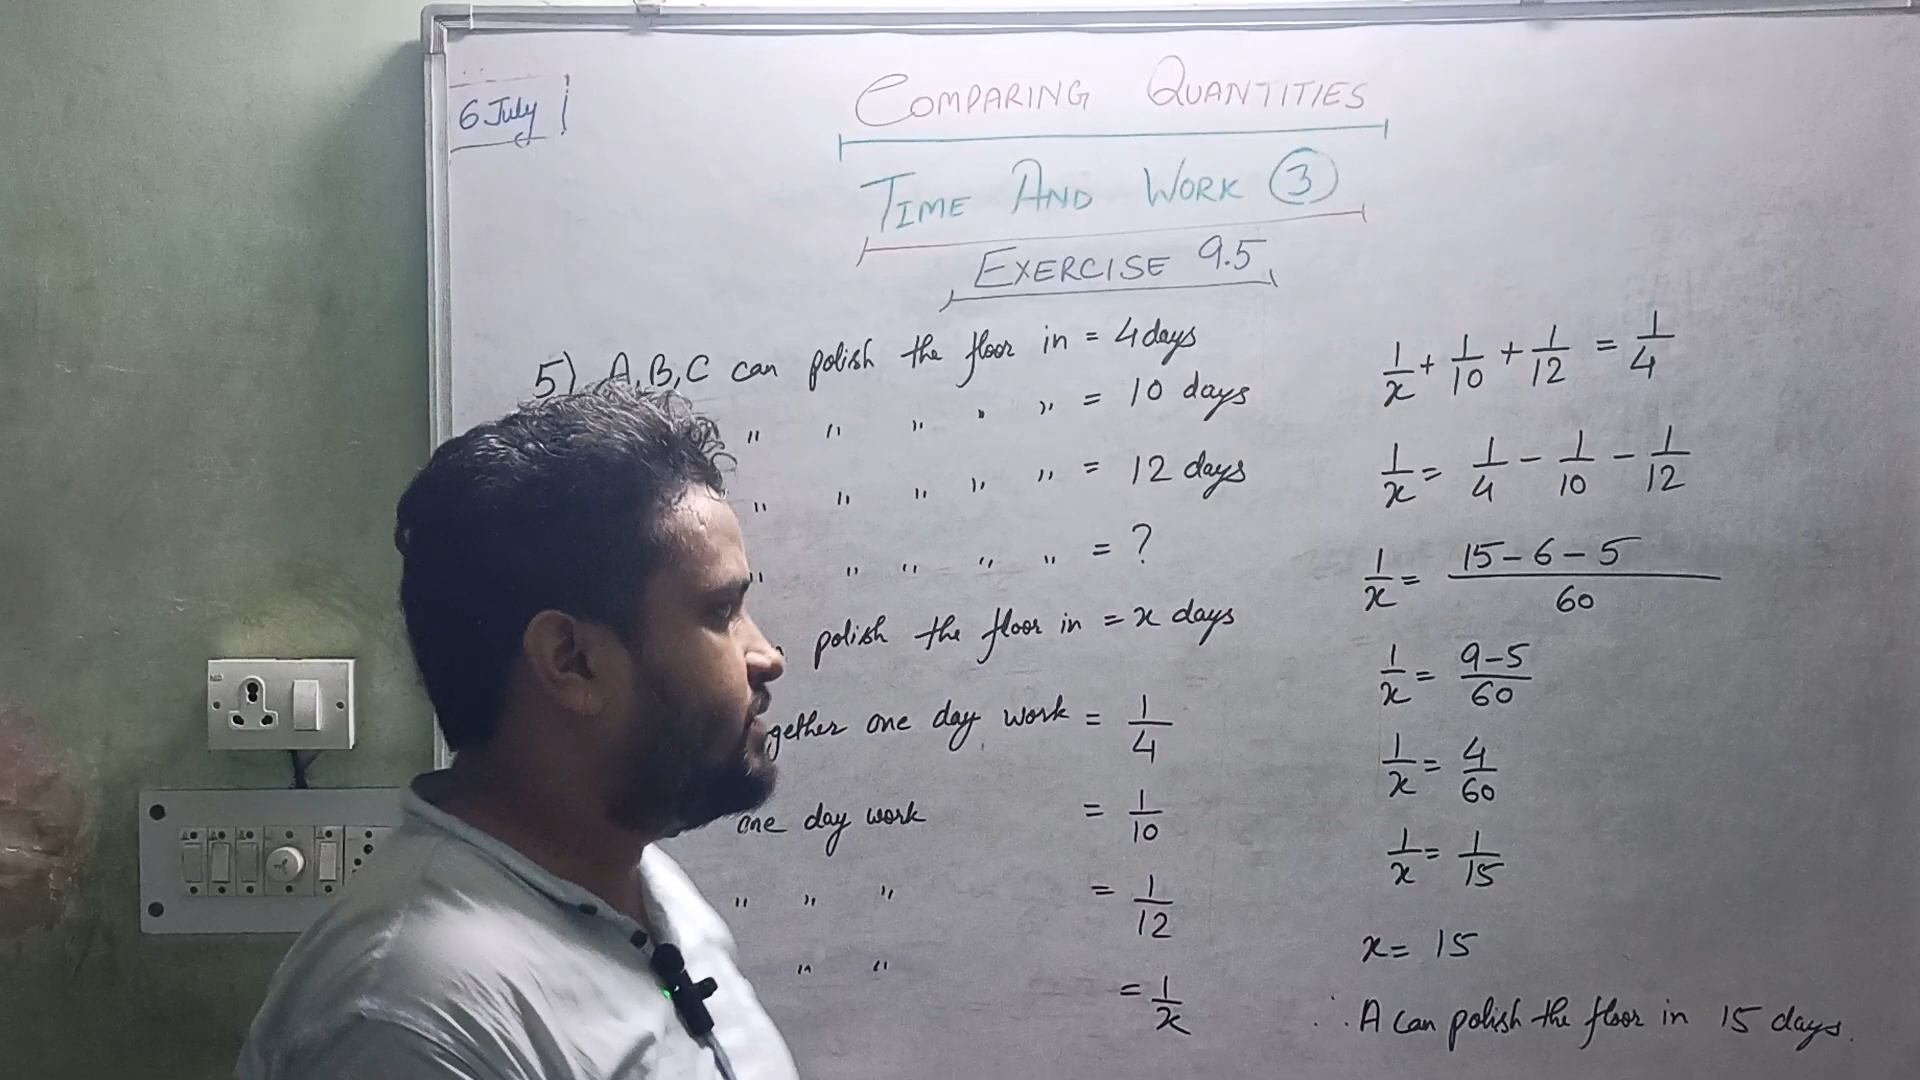 6 July
COMPARING QUANTITIES
TIME AND WORK 3
EXERCISE 9.5
5) A, B, C can polish the floor in = 4 days
" " " " " = 10 days
" " " " " = 12 days
" " " " " = ?
polish the floor in = x days
gether one day work = 1/4
one day work = 1/10
" " " = 1/12
" " = 1/x
1/x + 1/10 + 1/12 = 1/4
1/x = 1/4 - 1/10 - 1/12
1/x = 15 - 6 - 5 / 60
1/x = 9-5/60
1/x = 4/60
1/x = 1/15
x = 15
∴ A can polish the floor in 15 days.